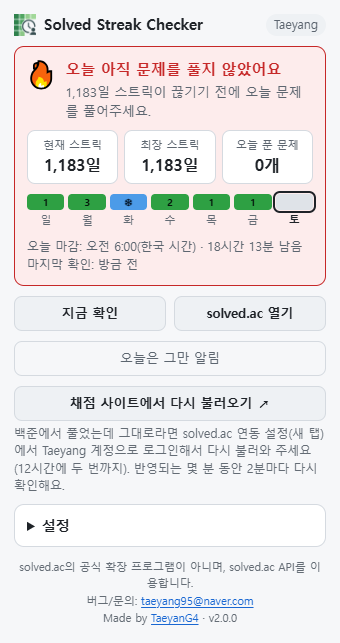 Solved Streak Checker
Taeyang
오늘 아직 문제를 풀지 않았어요
1,183일 스트릭이 끊기기 전에 오늘 문제
를 풀어주세요.
현재 스트릭
최장 스트릭
오늘 푼 문제
1,183일
1,183일
0개
1 3 ❄ 2 1 1
일 월 화 수 목 금 토
오늘 마감: 오전 6:00(한국 시간) · 18시간 13분 남음
마지막 확인: 방금 전
지금 확인
solved.ac 열기
오늘은 그만 알림
채점 사이트에서 다시 불러오기 ↗
백준에서 풀었는데 그대로라면 solved.ac 연동 설정(새 탭)
에서 Taeyang 계정으로 로그인해서 다시 불러와 주세요
(12시간에 두 번까지). 반영되는 몇 분 동안 2분마다 다시
확인해요.
▶ 설정
solved.ac의 공식 확장 프로그램이 아니며, solved.ac API를 이
용합니다.
버그/문의: taeyang95@naver.com
Made by TaeyangG4 · v2.0.0